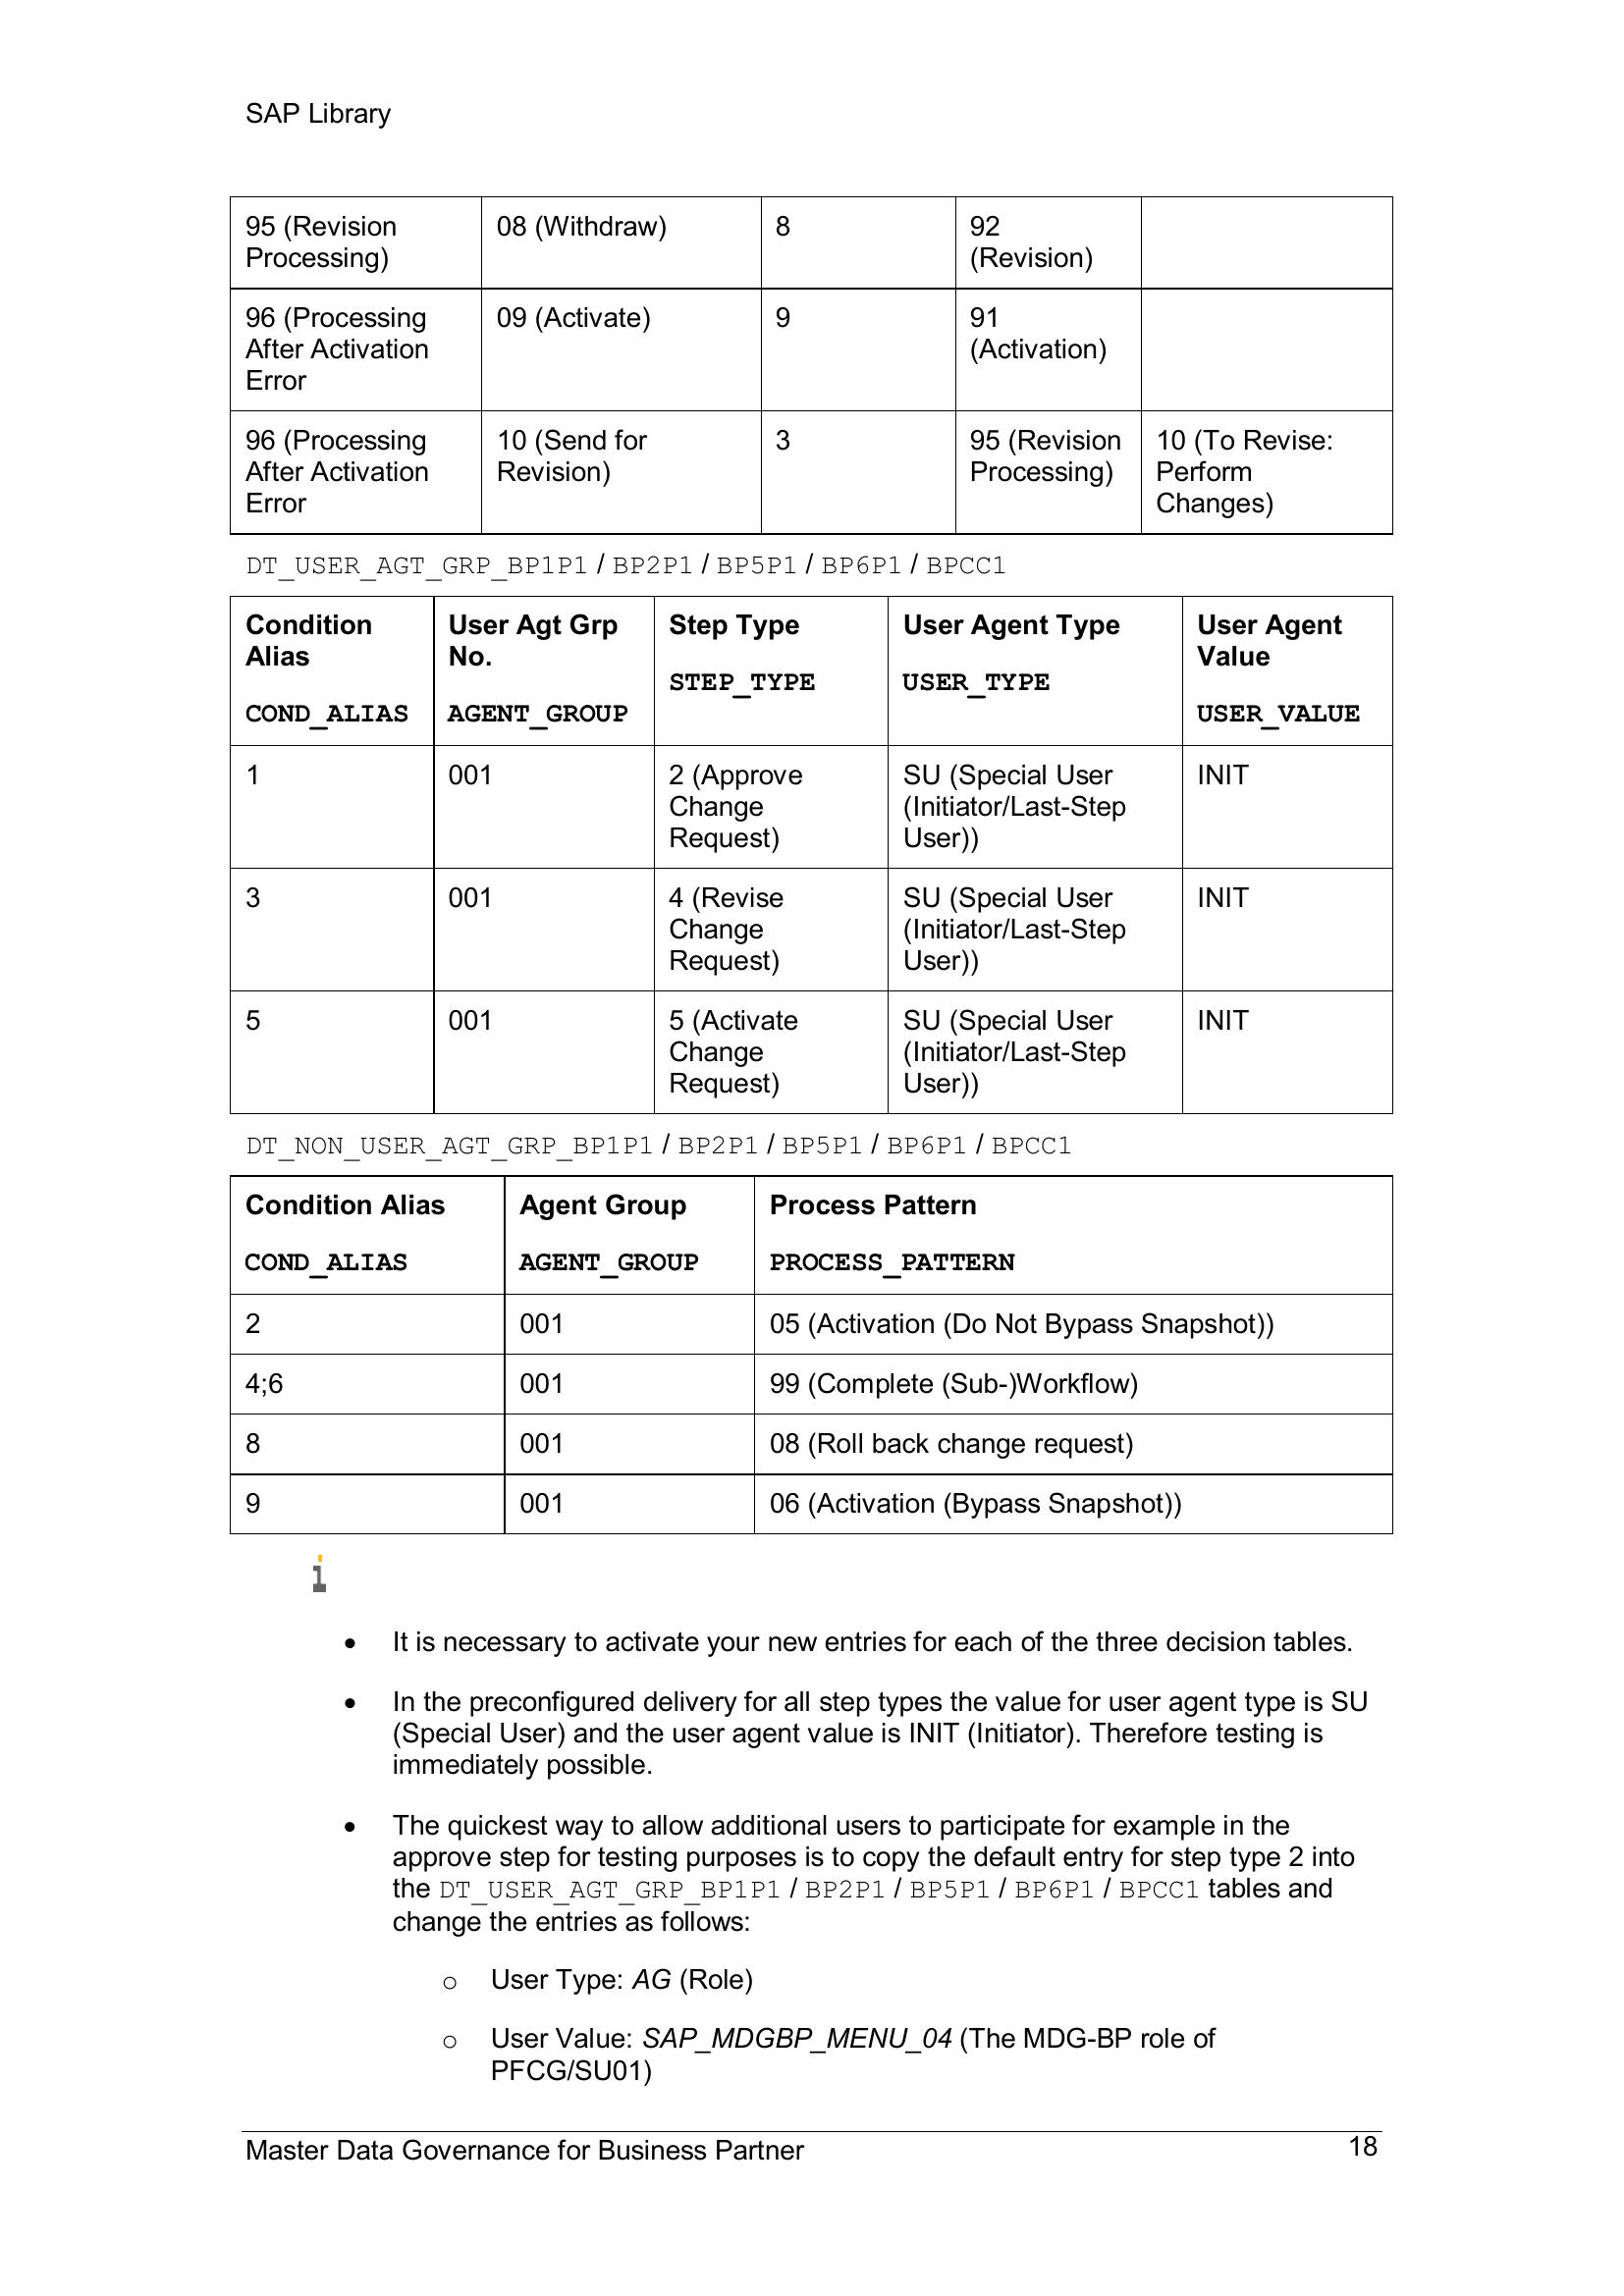 SAP Library
95 (Revision Processing) 08 (Withdraw) 8 92 (Revision)
96 (Processing After Activation Error 09 (Activate) 9 91 (Activation)
96 (Processing After Activation Error 10 (Send for Revision) 3 95 (Revision Processing) 10 (To Revise: Perform Changes)
DT_USER_AGT_GRP_BP1P1 / BP2P1 / BP5P1 / BP6P1 / BPCC1
Condition Alias COND_ALIAS User Agt Grp No. AGENT_GROUP Step Type STEP_TYPE User Agent Type USER_TYPE User Agent Value USER_VALUE
1 001 2 (Approve Change Request) SU (Special User (Initiator/Last-Step User)) INIT
3 001 4 (Revise Change Request) SU (Special User (Initiator/Last-Step User)) INIT
5 001 5 (Activate Change Request) SU (Special User (Initiator/Last-Step User)) INIT
DT_NON_USER_AGT_GRP_BP1P1 / BP2P1 / BP5P1 / BP6P1 / BPCC1
Condition Alias COND_ALIAS Agent Group AGENT_GROUP Process Pattern PROCESS_PATTERN
2 001 05 (Activation (Do Not Bypass Snapshot))
4;6 001 99 (Complete (Sub-)Workflow)
8 001 08 (Roll back change request)
9 001 06 (Activation (Bypass Snapshot))
i
• It is necessary to activate your new entries for each of the three decision tables.
• In the preconfigured delivery for all step types the value for user agent type is SU
(Special User) and the user agent value is INIT (Initiator). Therefore testing is
immediately possible.
• The quickest way to allow additional users to participate for example in the
approve step for testing purposes is to copy the default entry for step type 2 into
the DT_USER_AGT_GRP_BP1P1 / BP2P1 / BP5P1 / BP6P1 / BPCC1 tables and
change the entries as follows:
o User Type: AG (Role)
o User Value: SAP_MDGBP_MENU_04 (The MDG-BP role of
PFCG/SU01)
Master Data Governance for Business Partner 18